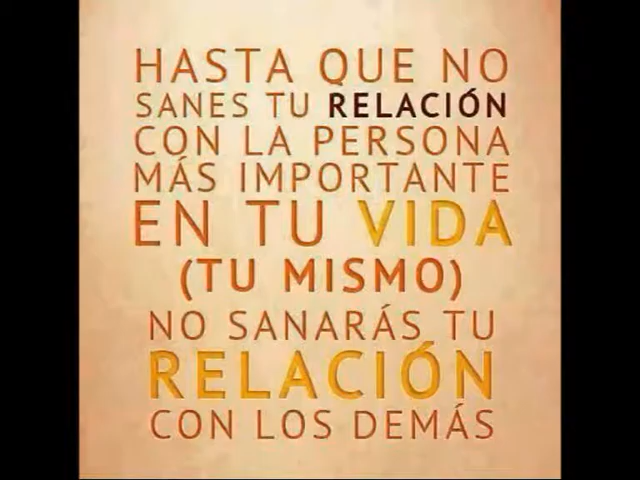 HASTA QUE NO
SANES TU RELACIÓN
CON LA PERSONA
MÁS IMPORTANTE
EN TU VIDA
(TU MISMO)
NO SANARÁS TU
RELACIÓN
CON LOS DEMÁS